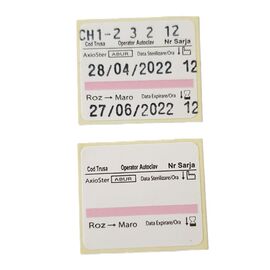 CH1-2 3 2 12
Cod Trusa Operator Autoclav Nr Sarja
AxioSter ABUR Data Sterilizare/Ora
28/04/2022 12
Roz → Maro Data Expirare/Ora
27/06/2022 12
Cod Trusa Operator Autoclav Nr Sarja
AxioSter ABUR Data Sterilizare/Ora
Roz → Maro Data Expirare/Ora